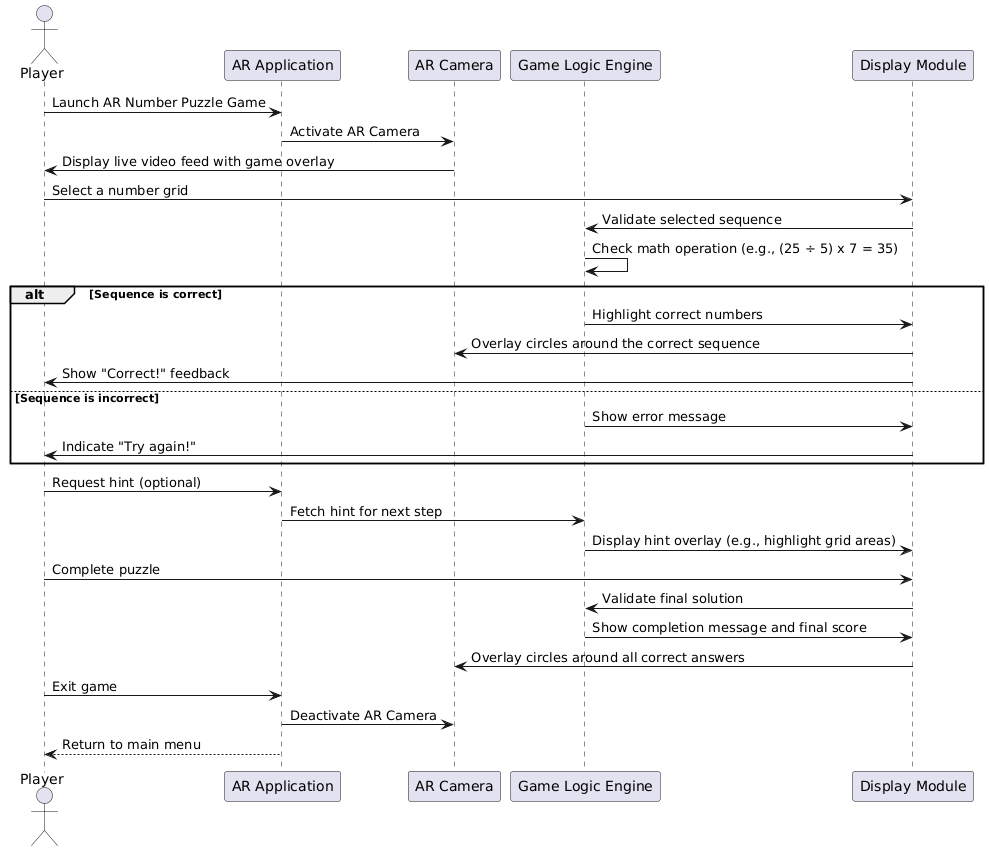 Player
AR Application
AR Camera
Game Logic Engine
Display Module
Launch AR Number Puzzle Game
Activate AR Camera
Display live video feed with game overlay
Select a number grid
Validate selected sequence
Check math operation (e.g., (25 ÷ 5) x 7 = 35)
alt
[Sequence is correct]
Highlight correct numbers
Overlay circles around the correct sequence
Show "Correct!" feedback
[Sequence is incorrect]
Show error message
Indicate "Try again!"
Request hint (optional)
Fetch hint for next step
Display hint overlay (e.g., highlight grid areas)
Complete puzzle
Validate final solution
Show completion message and final score
Overlay circles around all correct answers
Exit game
Deactivate AR Camera
Return to main menu
Player
AR Application
AR Camera
Game Logic Engine
Display Module